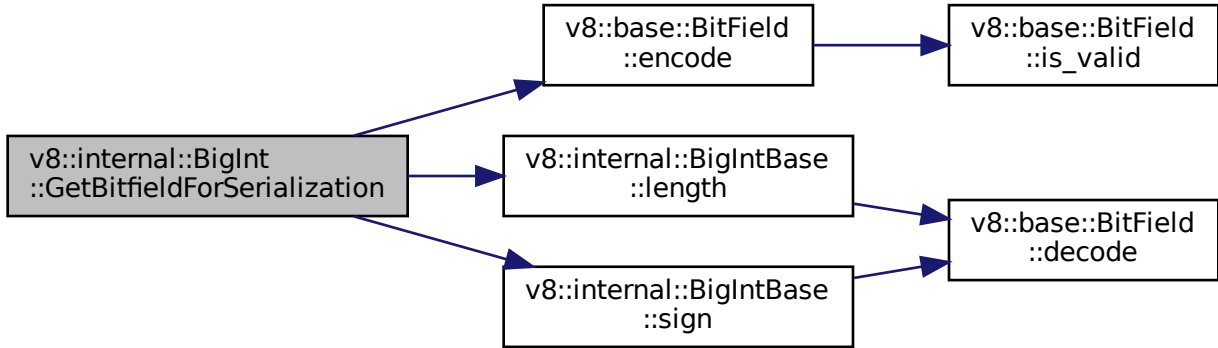 v8::internal::BigInt
::GetBitfieldForSerialization
v8::base::BitField
::encode
v8::base::BitField
::is_valid
v8::internal::BigIntBase
::length
v8::internal::BigIntBase
::sign
v8::base::BitField
::decode